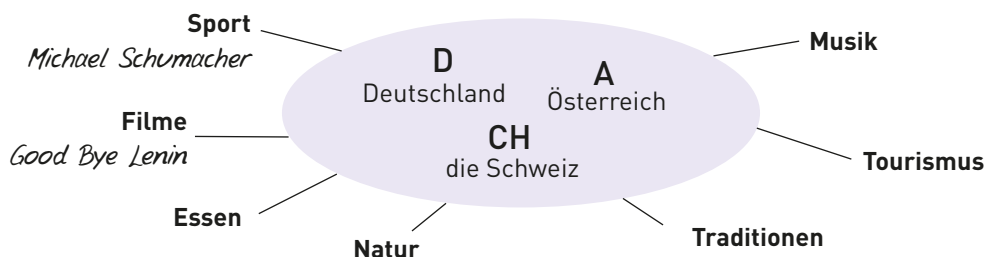 Sport
Michael Schumacher
Filme
Good Bye Lenin
Essen
Natur
Traditionen
Tourismus
Musik
D
Deutschland
A
Österreich
CH
die Schweiz